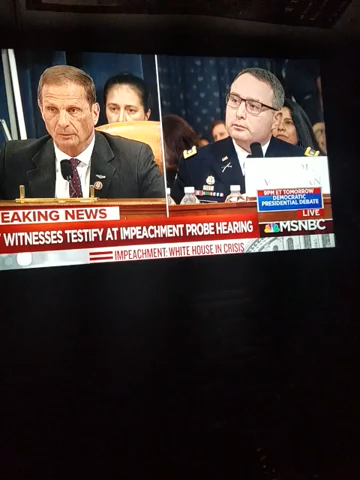 EAKING NEWS
WITNESSES TESTIFY AT IMPEACHMENT PROBE HEARING
IMPEACHMENT: WHITE HOUSE IN CRISIS
9PM ET TOMORROW
DEMOCRATIC
PRESIDENTIAL DEBATE
LIVE
MSNBC